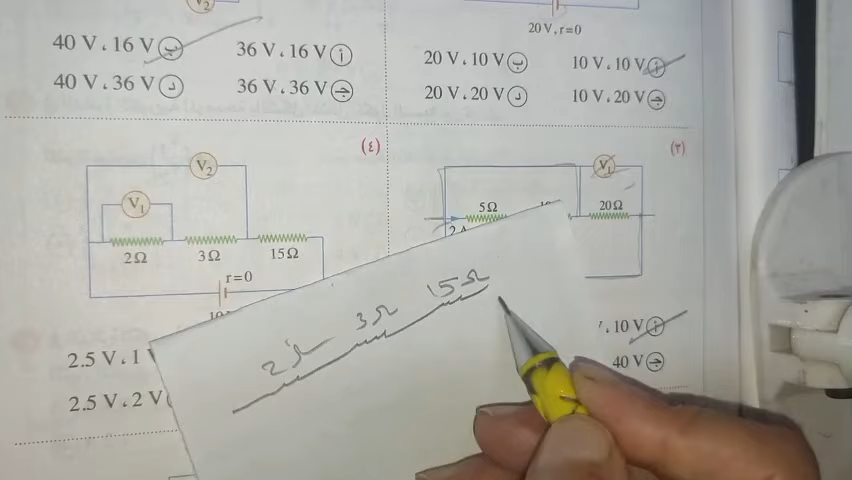 V2
20 V, r=0
40 V ، 16 V ب
36 V ، 16 V أ
20 V ، 10 V ب
10 V ، 10 V أ
40 V ، 36 V د
36 V ، 36 V ج
20 V ، 20 V د
10 V ، 20 V ج
(٤)
(٣)
V2
V1
V1
5Ω
20Ω
2Ω
3Ω
15Ω
r=0
2Ω 3Ω 15Ω
، 10 V أ
2.5 V ، 1
40 V ج
2.5 V ، 2 V